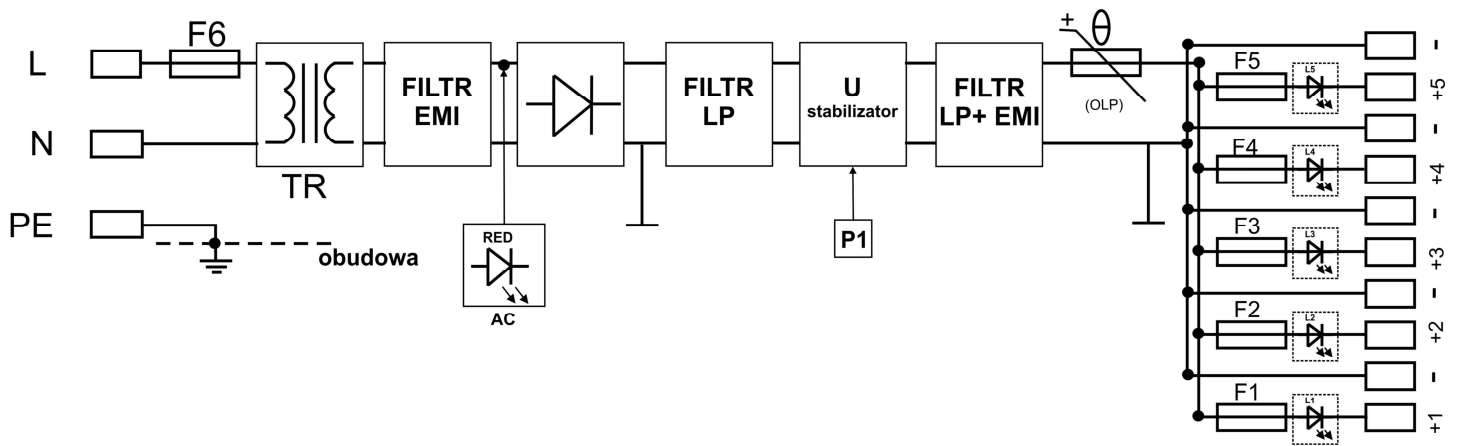 L
F6
N
PE
TR
obudowa
FILTR
EMI
RED
AC
FILTR
LP
U
stabilizator
P1
FILTR
LP+ EMI
+ θ
(OLP)
-
F5
L5
+5
-
F4
L4
+4
-
F3
L3
+3
-
F2
L2
+2
-
F1
L1
+1